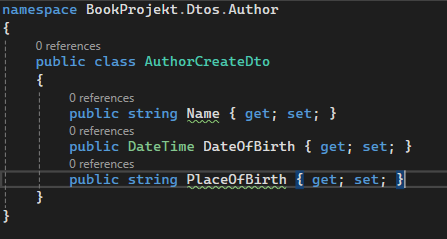 namespace BookProjekt.Dtos.Author
{
0 references
public class AuthorCreateDto
{
0 references
public string Name { get; set; }
0 references
public DateTime DateOfBirth { get; set; }
0 references
public string PlaceOfBirth { get; set; }
}
}